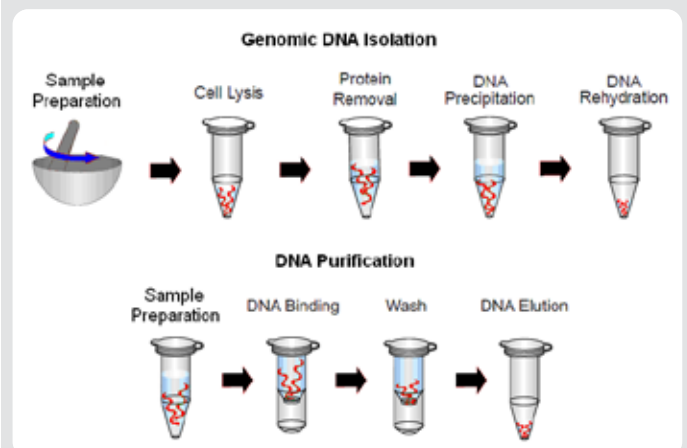 Genomic DNA Isolation
Sample
Preparation
Cell Lysis
Protein
Removal
DNA
Precipitation
DNA
Rehydration
DNA Purification
Sample
Preparation
DNA Binding
Wash
DNA Elution